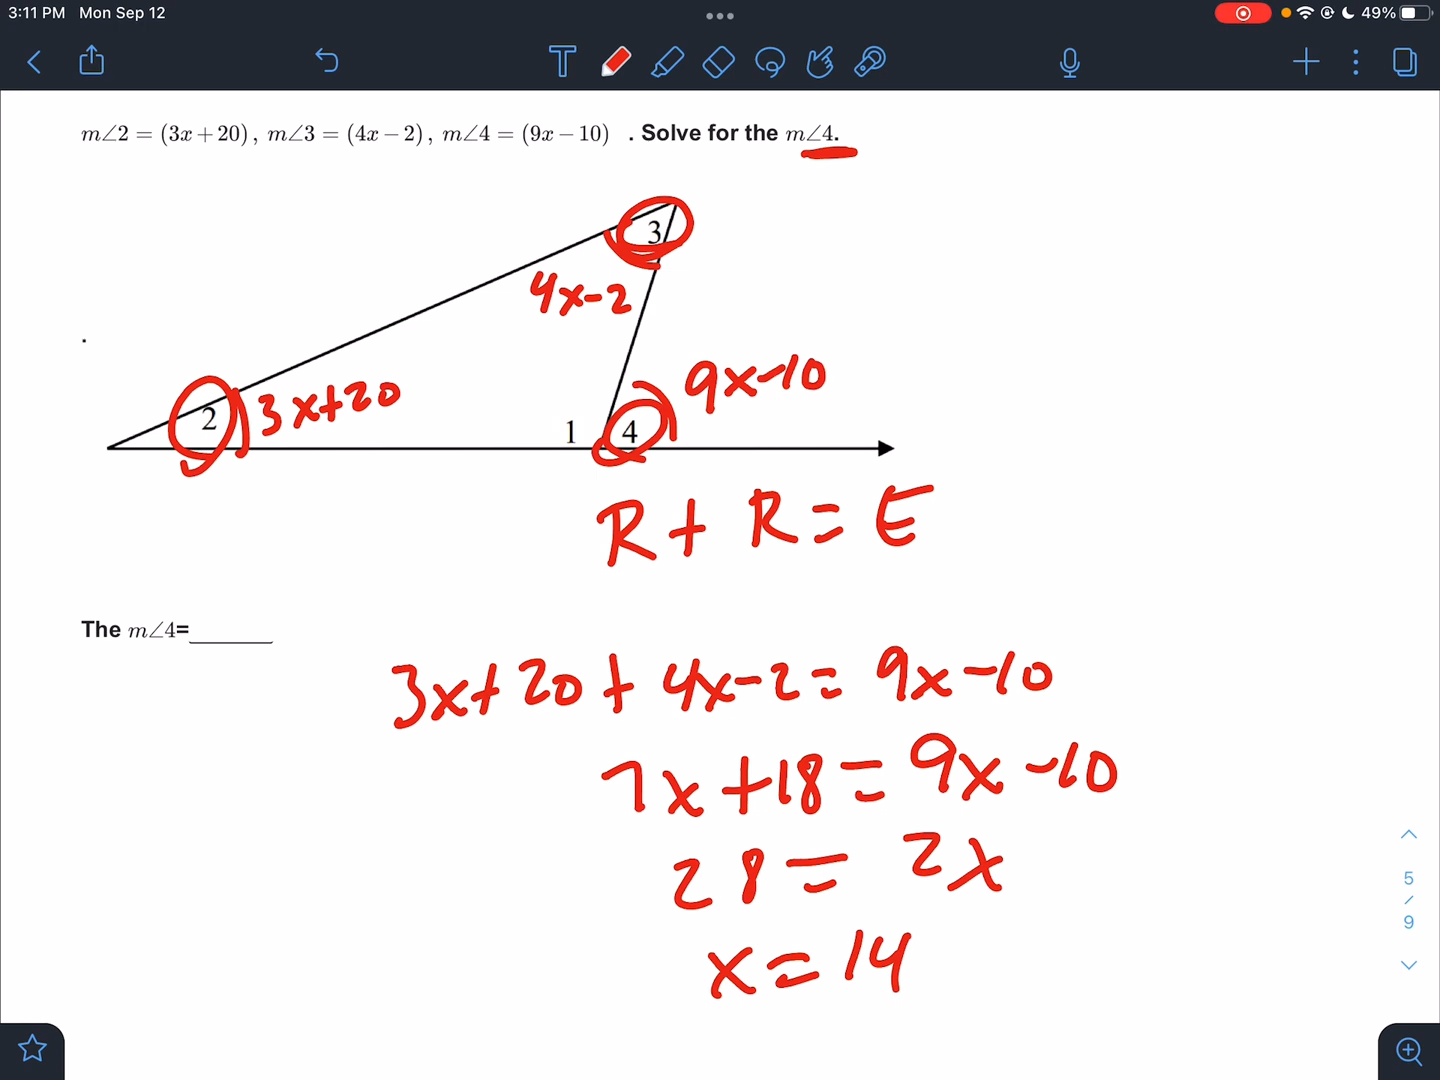 3:11 PM Mon Sep 12
49%
T
m∠2 = (3x + 20), m∠3 = (4x − 2), m∠4 = (9x − 10) . Solve for the m∠4.
3
4x-2
9x-10
3x+20
2
1
4
.
R + R = E
The m∠4=______
3x+20 + 4x-2 = 9x-10
7x+18 = 9x-10
28 = 2x
x = 14
5
/
9